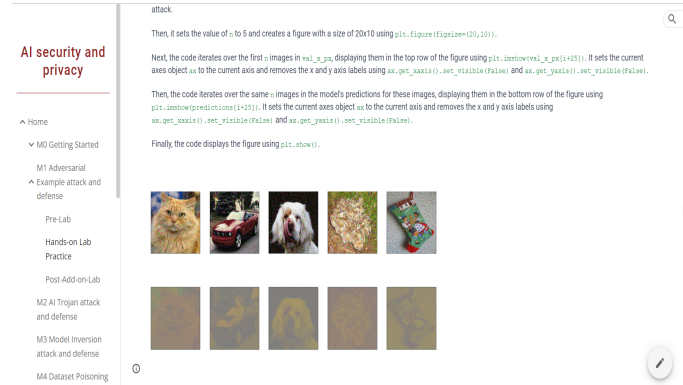 attack.
Then, it sets the value of n to 5 and creates a figure with a size of 20x10 using plt.figure(figsize=(20,10)).
Next, the code iterates over the first n images in val_x_px, displaying them in the top row of the figure using plt.imshow(val_x_px[i+25]). It sets the current
axes object ax to the current axis and removes the x and y axis labels using ax.get_xaxis().set_visible(False) and ax.get_yaxis().set_visible(False).
Then, the code iterates over the same n images in the model's predictions for these images, displaying them in the bottom row of the figure using
plt.imshow(predictions[i+25]). It sets the current axes object ax to the current axis and removes the x and y axis labels using
ax.get_xaxis().set_visible(False) and ax.get_yaxis().set_visible(False).
Finally, the code displays the figure using plt.show().
AI security and
privacy
Home
M0 Getting Started
M1 Adversarial
Example attack and
defense
Pre-Lab
Hands-on Lab
Practice
Post-Add-on-Lab
M2 AI Trojan attack
and defense
M3 Model Inversion
attack and defense
M4 Dataset Poisoning